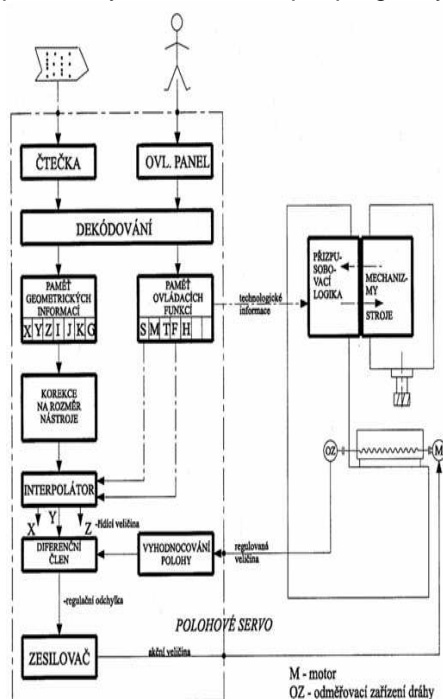 ČTEČKA
OVL. PANEL
DEKÓDOVÁNÍ
PAMĚŤ
GEOMETRICKÝCH
INFORMACÍ
X Y Z I J K G
PAMĚŤ
OVLÁDACÍCH
FUNKCÍ
S M T F H
technologické
informace
PŘIZPU-
SOBO-
VACÍ
LOGIKA
MECHANIZ-
MY
STROJE
KOREKCE
NA ROZMĚR
NÁSTROJE
INTERPOLÁTOR
X Y Z -řídící veličina
DIFERENČNÍ
ČLEN
VYHODNOCOVÁNÍ
POLOHY
regulovaná
veličina
OZ
M
-regulační odchylka
POLOHOVÉ SERVO
ZESILOVAČ
akční veličina
M - motor
OZ - odměřovací zařízení dráhy